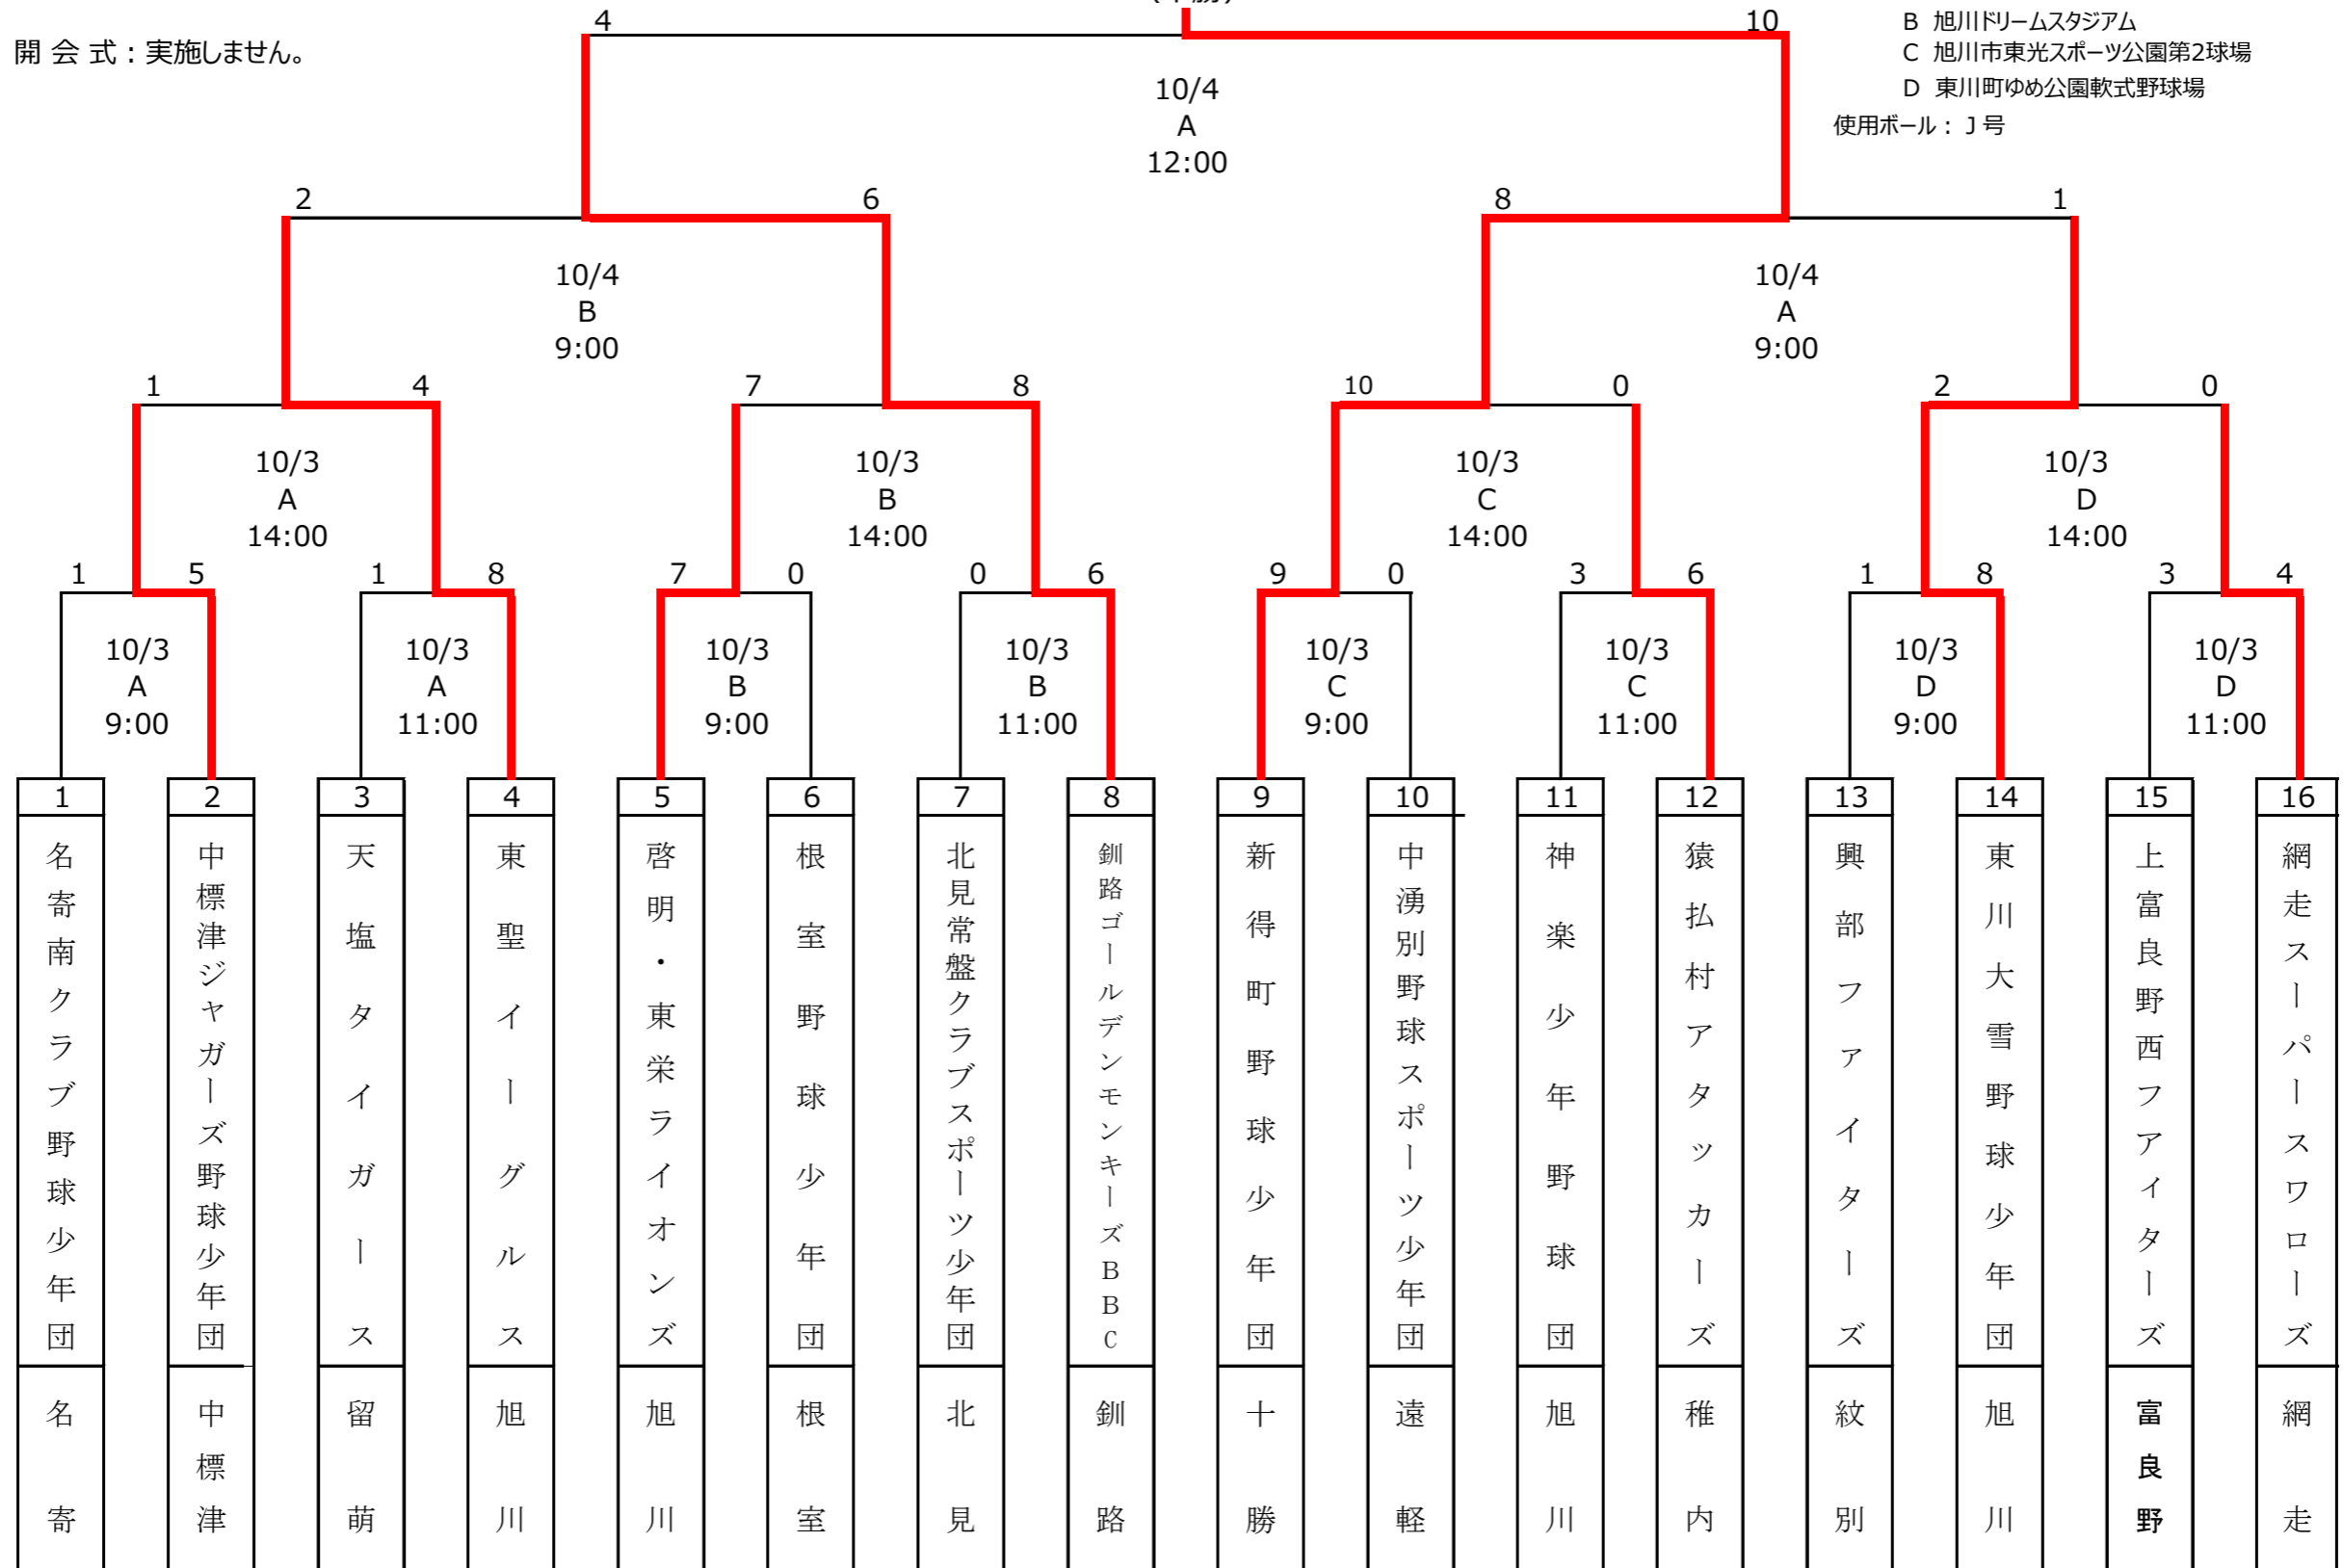 4
10
開 会 式：実施しません。
B 旭川ドリームスタジアム
C 旭川市東光スポーツ公園第2球場
D 東川町ゆめ公園軟式野球場
使用ボール：Ｊ号
10/4
A
12:00
2
6
8
1
10/4
B
9:00
10/4
A
9:00
1
4
7
8
10
0
2
0
10/3
A
14:00
10/3
B
14:00
10/3
C
14:00
10/3
D
14:00
1
5
1
8
7
0
0
6
9
0
3
6
1
8
3
4
10/3
A
9:00
10/3
A
11:00
10/3
B
9:00
10/3
B
11:00
10/3
C
9:00
10/3
C
11:00
10/3
D
9:00
10/3
D
11:00
1
名寄南クラブ野球少年団
名寄
2
中標津ジャガーズ野球少年団
中標津
3
天塩タイガース
留萌
4
東聖イーグルス
旭川
5
啓明・東栄ライオンズ
旭川
6
根室野球少年団
根室
7
北見常盤クラブスポーツ少年団
北見
8
釧路ゴールデンモンキーズBBC
釧路
9
新得町野球少年団
十勝
10
中湧別野球スポーツ少年団
遠軽
11
神楽少年野球団
旭川
12
猿払村アタッカーズ
稚内
13
興部ファイターズ
紋別
14
東川大雪野球少年団
旭川
15
上富良野西ファイターズ
富良野
16
網走スーパースワローズ
網走